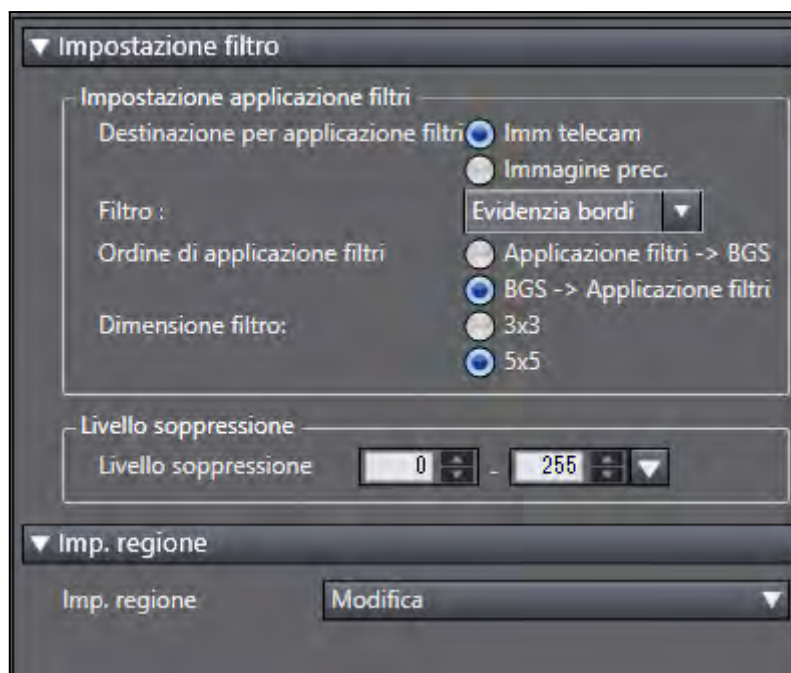 Impostazione filtro
Impostazione applicazione filtri
Destinazione per applicazione filtri Imm telecam
Immagine prec.
Filtro : Evidenzia bordi
Ordine di applicazione filtri Applicazione filtri -> BGS
BGS -> Applicazione filtri
Dimensione filtro: 3x3
5x5
Livello soppressione
Livello soppressione 0 - 255
Imp. regione
Imp. regione Modifica